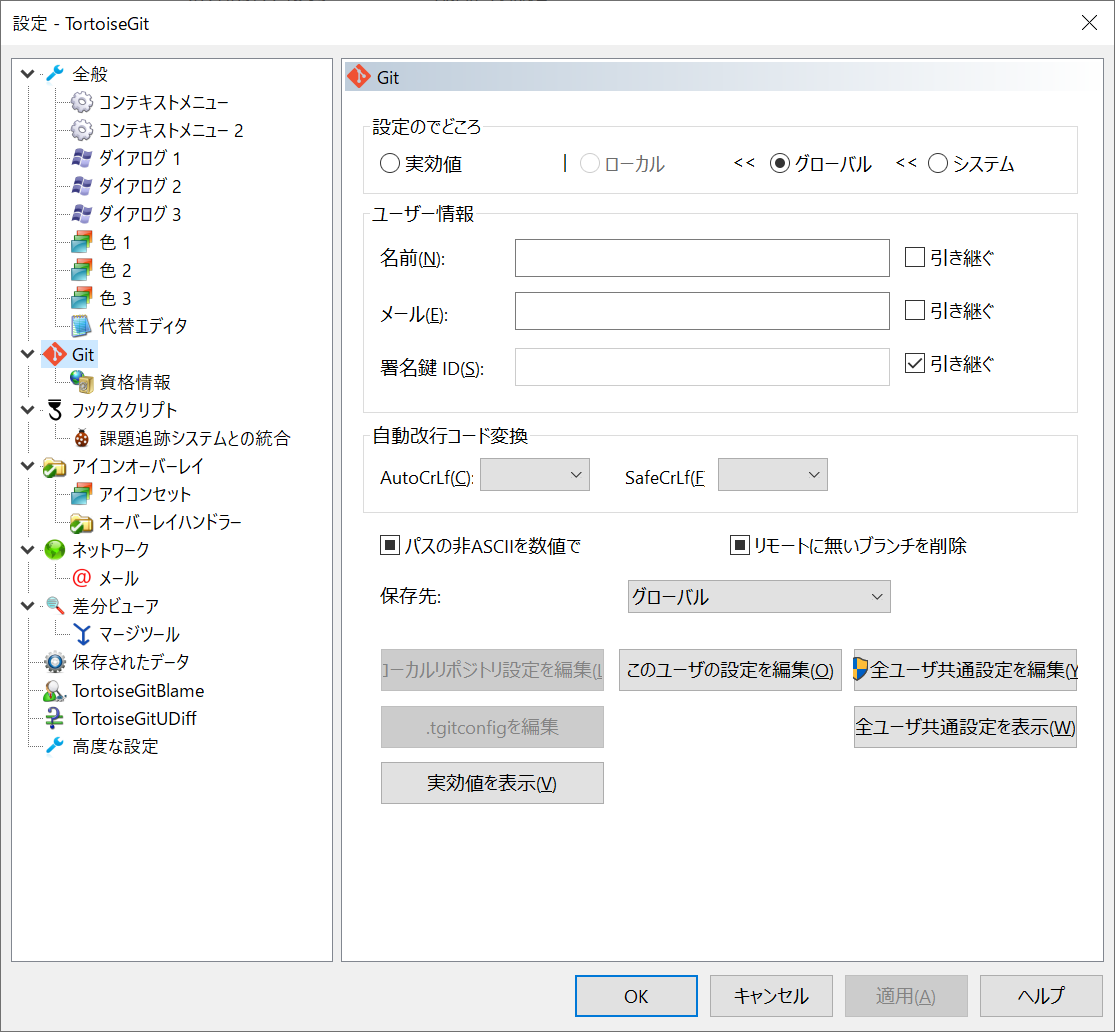 設定 - TortoiseGit
全般
コンテキストメニュー
コンテキストメニュー 2
ダイアログ 1
ダイアログ 2
ダイアログ 3
色 1
色 2
色 3
代替エディタ
Git
資格情報
フックスクリプト
課題追跡システムとの統合
アイコンオーバーレイ
アイコンセット
オーバーレイハンドラー
ネットワーク
メール
差分ビューア
マージツール
保存されたデータ
TortoiseGitBlame
TortoiseGitUDiff
高度な設定
Git
設定のでどころ
実効値 | ローカル << グローバル << システム
ユーザー情報
名前(N): 引き継ぐ
メール(E): 引き継ぐ
署名鍵 ID(S): 引き継ぐ
自動改行コード変換
AutoCrLf(C): SafeCrLf(F
パスの非ASCIIを数値で リモートに無いブランチを削除
保存先: グローバル
ーカルリポジトリ設定を編集(L このユーザの設定を編集(O) 全ユーザ共通設定を編集(Y
.tgitconfigを編集 全ユーザ共通設定を表示(W)
実効値を表示(V)
OK キャンセル 適用(A) ヘルプ